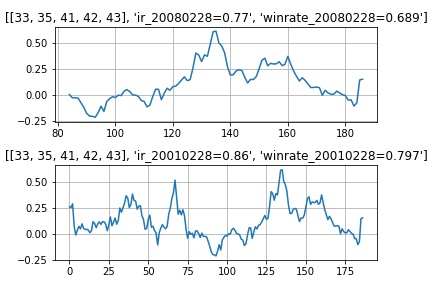 [[33, 35, 41, 42, 43], 'ir_20080228=0.77', 'winrate_20080228=0.689']
0.50
0.25
0.00
−0.25
80 100 120 140 160 180
[[33, 35, 41, 42, 43], 'ir_20010228=0.86', 'winrate_20010228=0.797']
0.50
0.25
0.00
−0.25
0 25 50 75 100 125 150 175